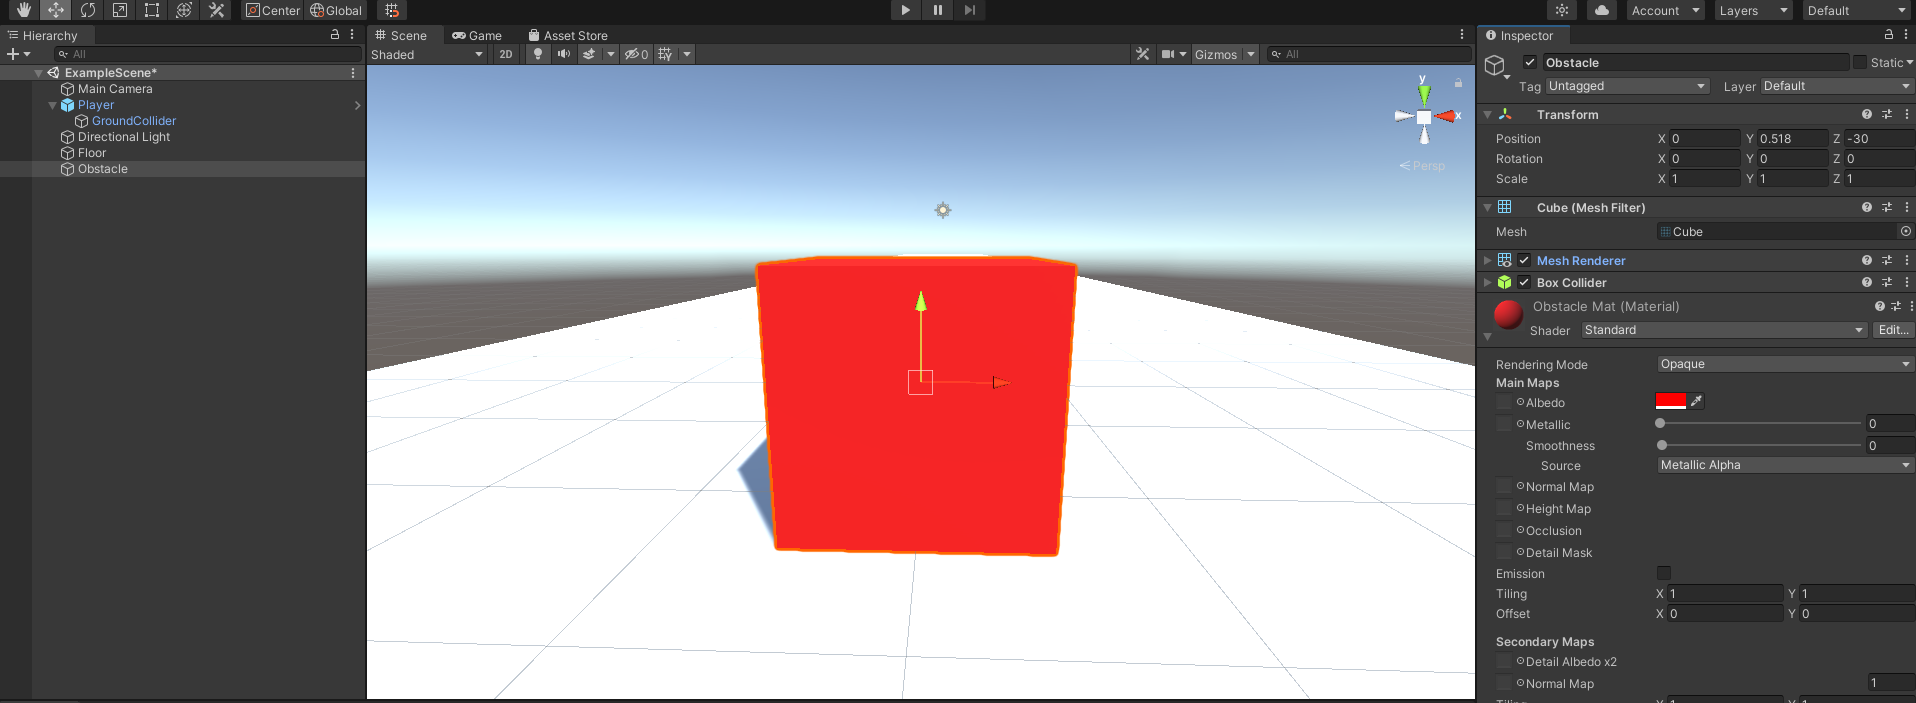 Center Global Account Layers Default
Hierarchy Scene Game Asset Store Inspector
All Shaded 2D 0 Gizmos All
Obstacle Static
Tag Untagged Layer Default
ExampleScene*
Main Camera
Player
GroundCollider
Directional Light
Floor
Obstacle
y
x
Persp
Transform
Position X 0 Y 0.518 Z -30
Rotation X 0 Y 0 Z 0
Scale X 1 Y 1 Z 1
Cube (Mesh Filter)
Mesh Cube
Mesh Renderer
Box Collider
Obstacle Mat (Material)
Shader Standard Edit...
Rendering Mode Opaque
Main Maps
Albedo
Metallic 0
Smoothness 0
Source Metallic Alpha
Normal Map
Height Map
Occlusion
Detail Mask
Emission
Tiling X 1 Y 1
Offset X 0 Y 0
Secondary Maps
Detail Albedo x2
Normal Map 1
Tiling X 1 Y 1